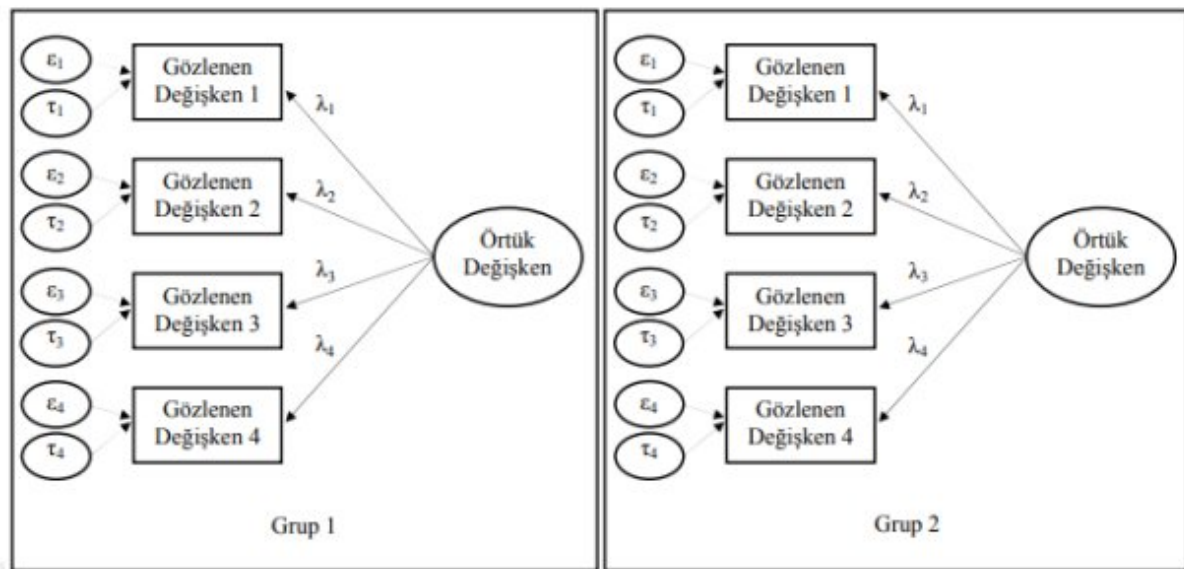 ε1
Gözlenen
Değişken 1
τ1
λ1
ε2
Gözlenen
Değişken 2
τ2
λ2
Örtük
Değişken
ε3
Gözlenen
Değişken 3
τ3
λ3
ε4
Gözlenen
Değişken 4
τ4
λ4
Grup 1
ε1
Gözlenen
Değişken 1
τ1
λ1
ε2
Gözlenen
Değişken 2
τ2
λ2
Örtük
Değişken
ε3
Gözlenen
Değişken 3
τ3
λ3
ε4
Gözlenen
Değişken 4
τ4
λ4
Grup 2